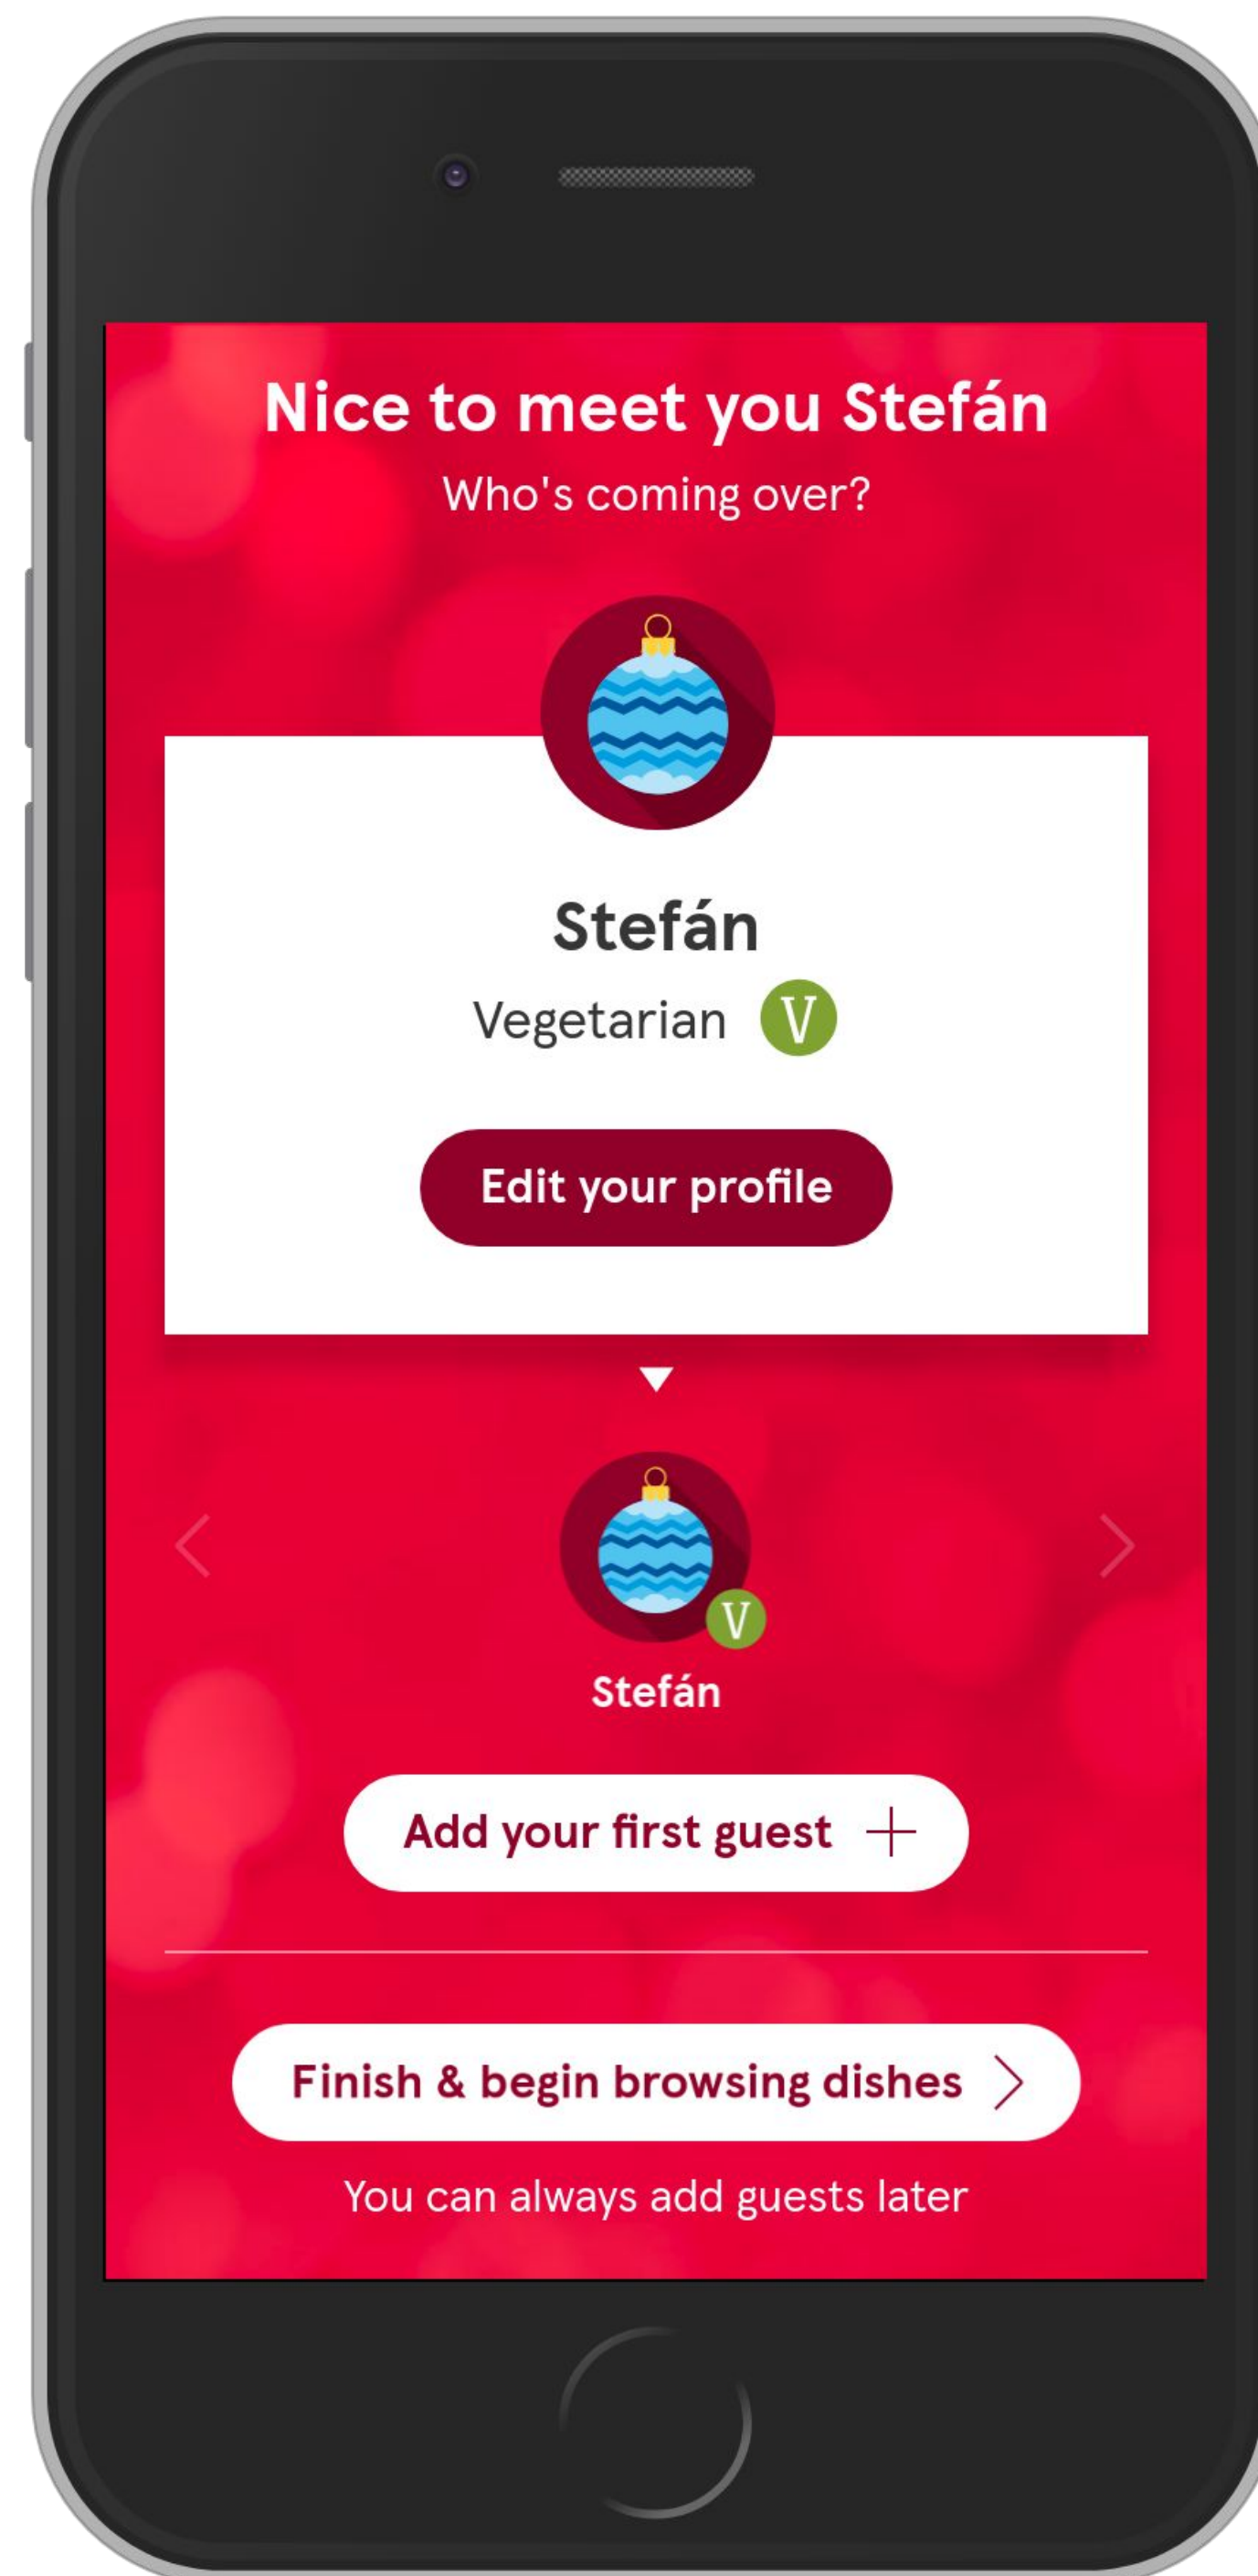 Nice to meet you Stefán
Who's coming over?
Stefán
Vegetarian V
Edit your profile
V
Stefán
Add your first guest
Finish & begin browsing dishes
You can always add guests later